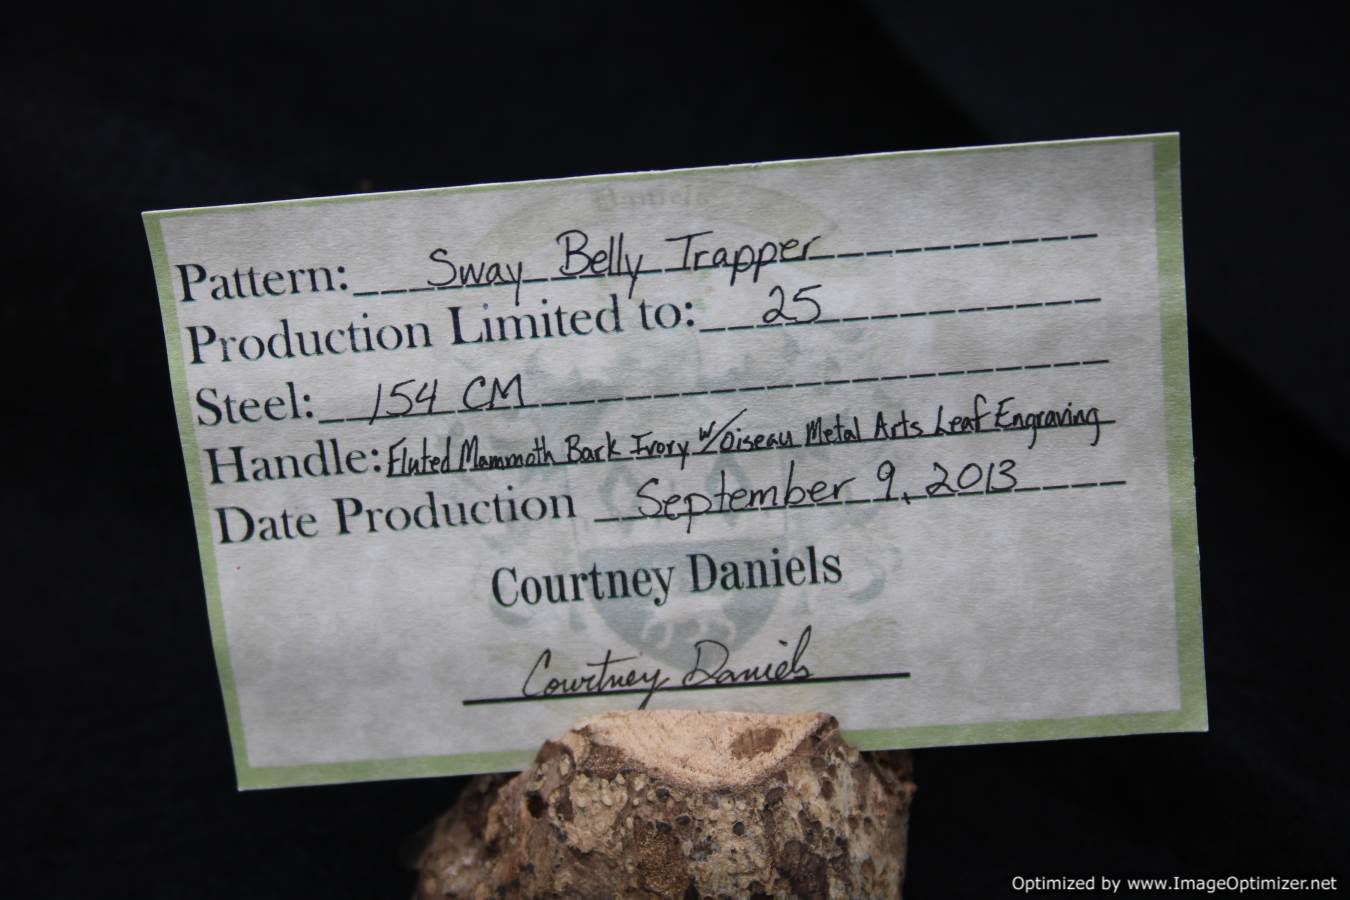 Daniels
Pattern: Sway Belly Trapper
Production Limited to: 25
Steel: 154 CM
Handle: Fluted Mammoth Bark Ivory w/ Oiseau Metal Arts Leaf Engraving
Date Production September 9, 2013
Courtney Daniels
Courtney Daniels
Optimized by www.ImageOptimizer.net